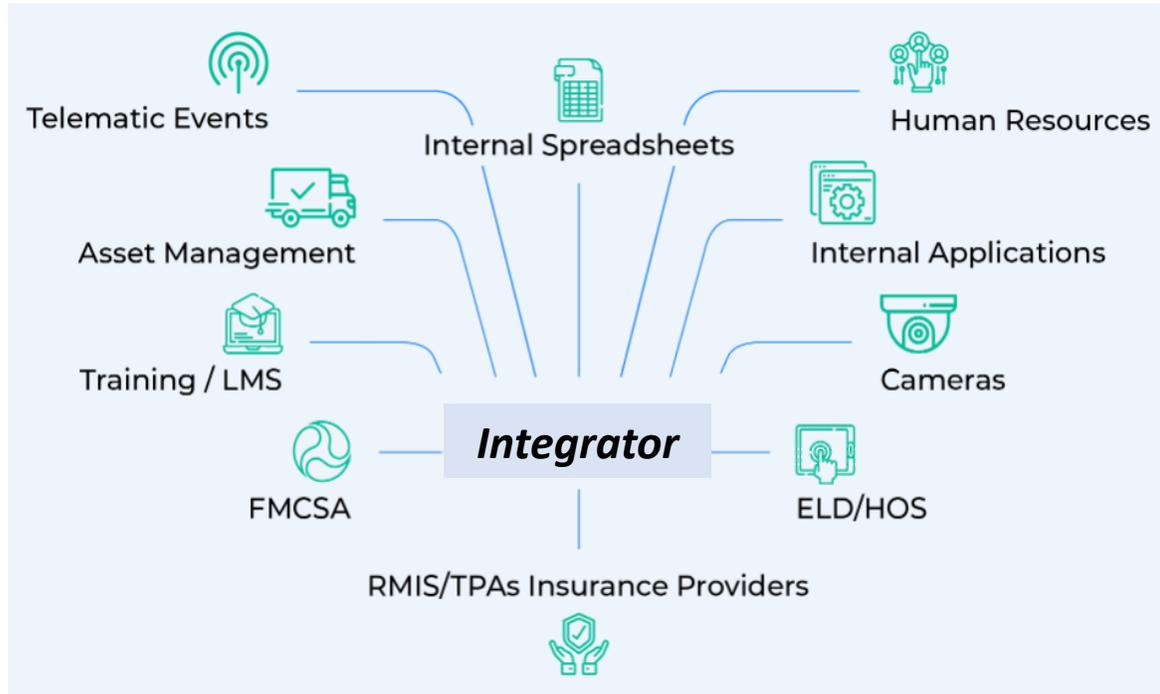 Telematic Events
Internal Spreadsheets
Human Resources
Asset Management
Internal Applications
Training / LMS
Cameras
Integrator
FMCSA
ELD/HOS
RMIS/TPAs Insurance Providers